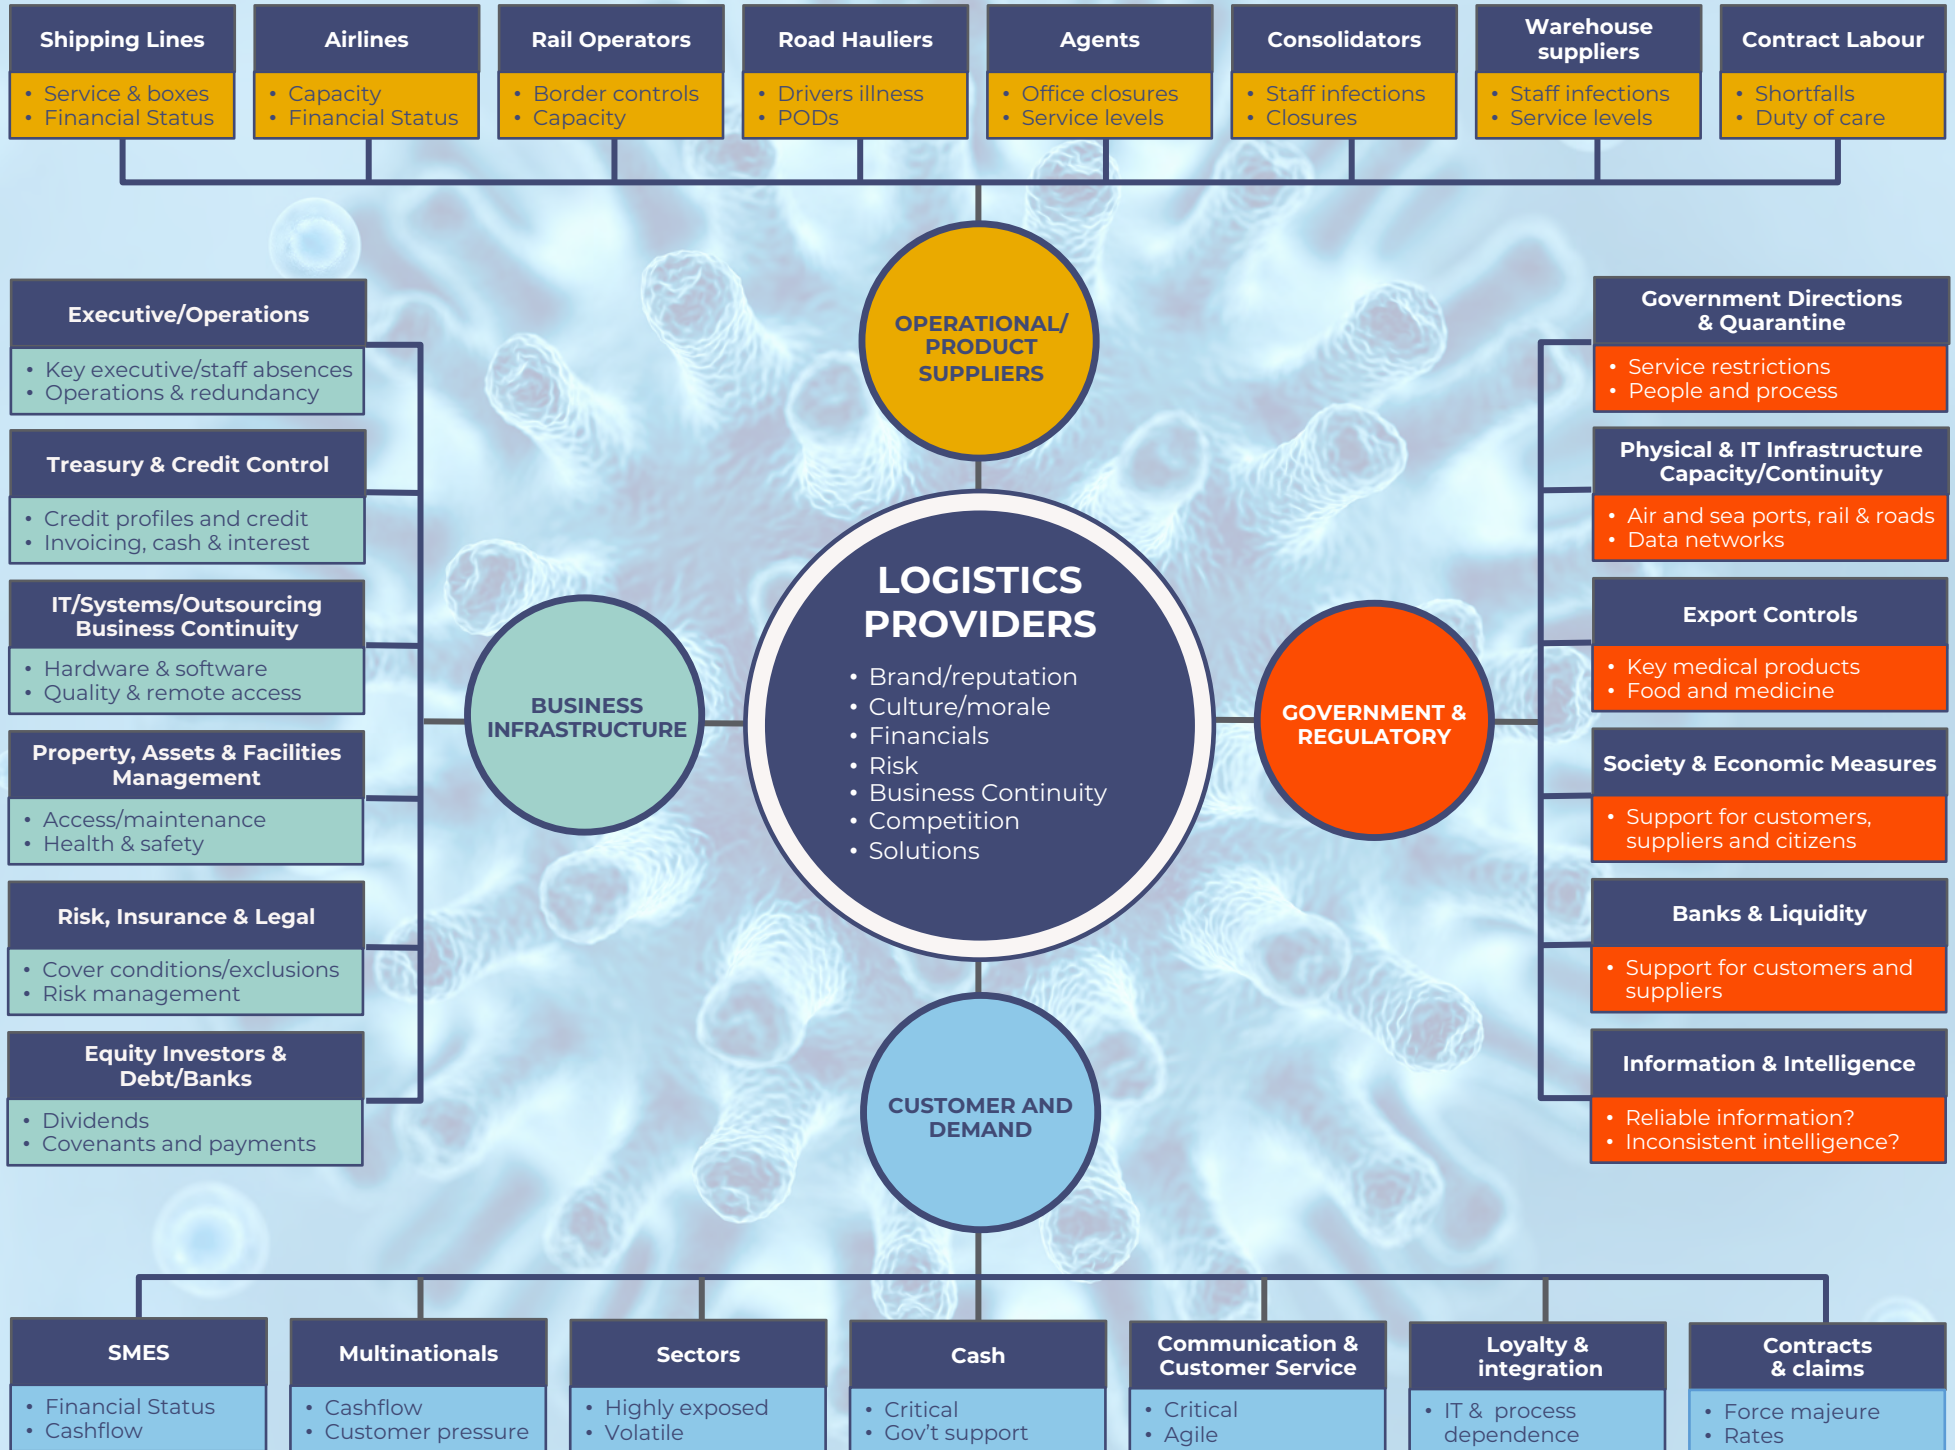 Shipping Lines
• Service & boxes
• Financial Status
Airlines
• Capacity
• Financial Status
Rail Operators
• Border controls
• Capacity
Road Hauliers
• Drivers illness
• PODs
Agents
• Office closures
• Service levels
Consolidators
• Staff infections
• Closures
Warehouse
suppliers
• Staff infections
• Service levels
Contract Labour
• Shortfalls
• Duty of care
OPERATIONAL/
PRODUCT
SUPPLIERS
Executive/Operations
• Key executive/staff absences
• Operations & redundancy
Treasury & Credit Control
• Credit profiles and credit
• Invoicing, cash & interest
IT/Systems/Outsourcing
Business Continuity
• Hardware & software
• Quality & remote access
Property, Assets & Facilities
Management
• Access/maintenance
• Health & safety
Risk, Insurance & Legal
• Cover conditions/exclusions
• Risk management
Equity Investors &
Debt/Banks
• Dividends
• Covenants and payments
BUSINESS
INFRASTRUCTURE
LOGISTICS
PROVIDERS
• Brand/reputation
• Culture/morale
• Financials
• Risk
• Business Continuity
• Competition
• Solutions
GOVERNMENT &
REGULATORY
Government Directions
& Quarantine
• Service restrictions
• People and process
Physical & IT Infrastructure
Capacity/Continuity
• Air and sea ports, rail & roads
• Data networks
Export Controls
• Key medical products
• Food and medicine
Society & Economic Measures
• Support for customers,
suppliers and citizens
Banks & Liquidity
• Support for customers and
suppliers
Information & Intelligence
• Reliable information?
• Inconsistent intelligence?
CUSTOMER AND
DEMAND
SMES
• Financial Status
• Cashflow
Multinationals
• Cashflow
• Customer pressure
Sectors
• Highly exposed
• Volatile
Cash
• Critical
• Gov't support
Communication &
Customer Service
• Critical
• Agile
Loyalty &
integration
• IT & process
dependence
Contracts
& claims
• Force majeure
• Rates